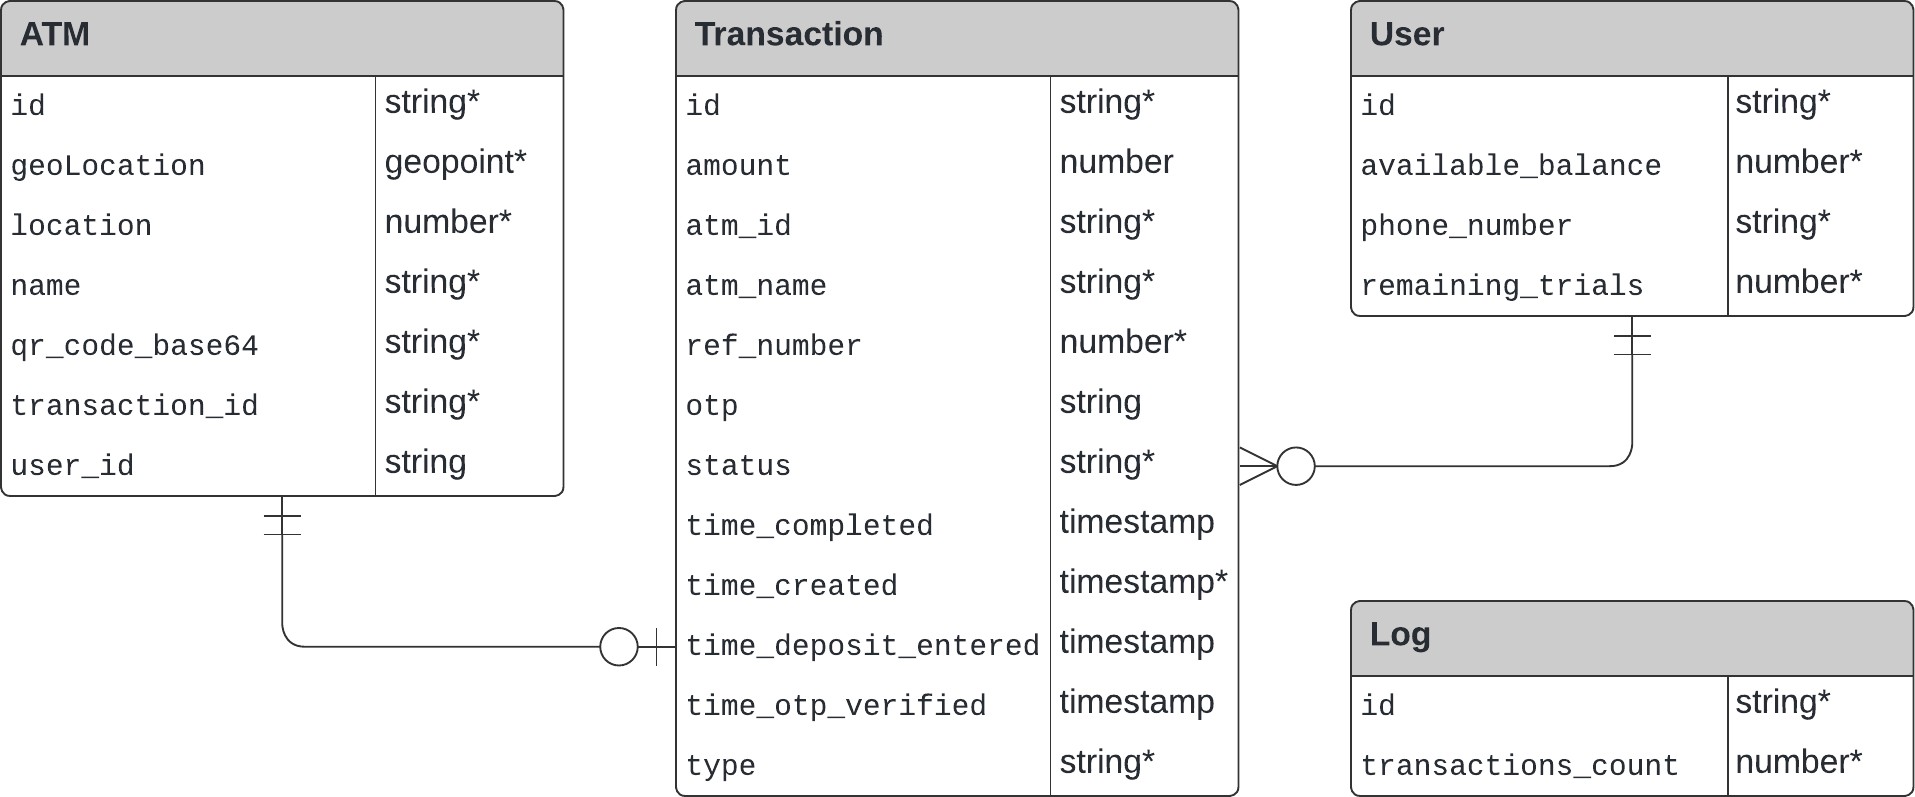 ATM
id string*
geoLocation geopoint*
location number*
name string*
qr_code_base64 string*
transaction_id string*
user_id string
Transaction
id string*
amount number
atm_id string*
atm_name string*
ref_number number*
otp string
status string*
time_completed timestamp
time_created timestamp*
time_deposit_entered timestamp
time_otp_verified timestamp
type string*
User
id string*
available_balance number*
phone_number string*
remaining_trials number*
Log
id string*
transactions_count number*